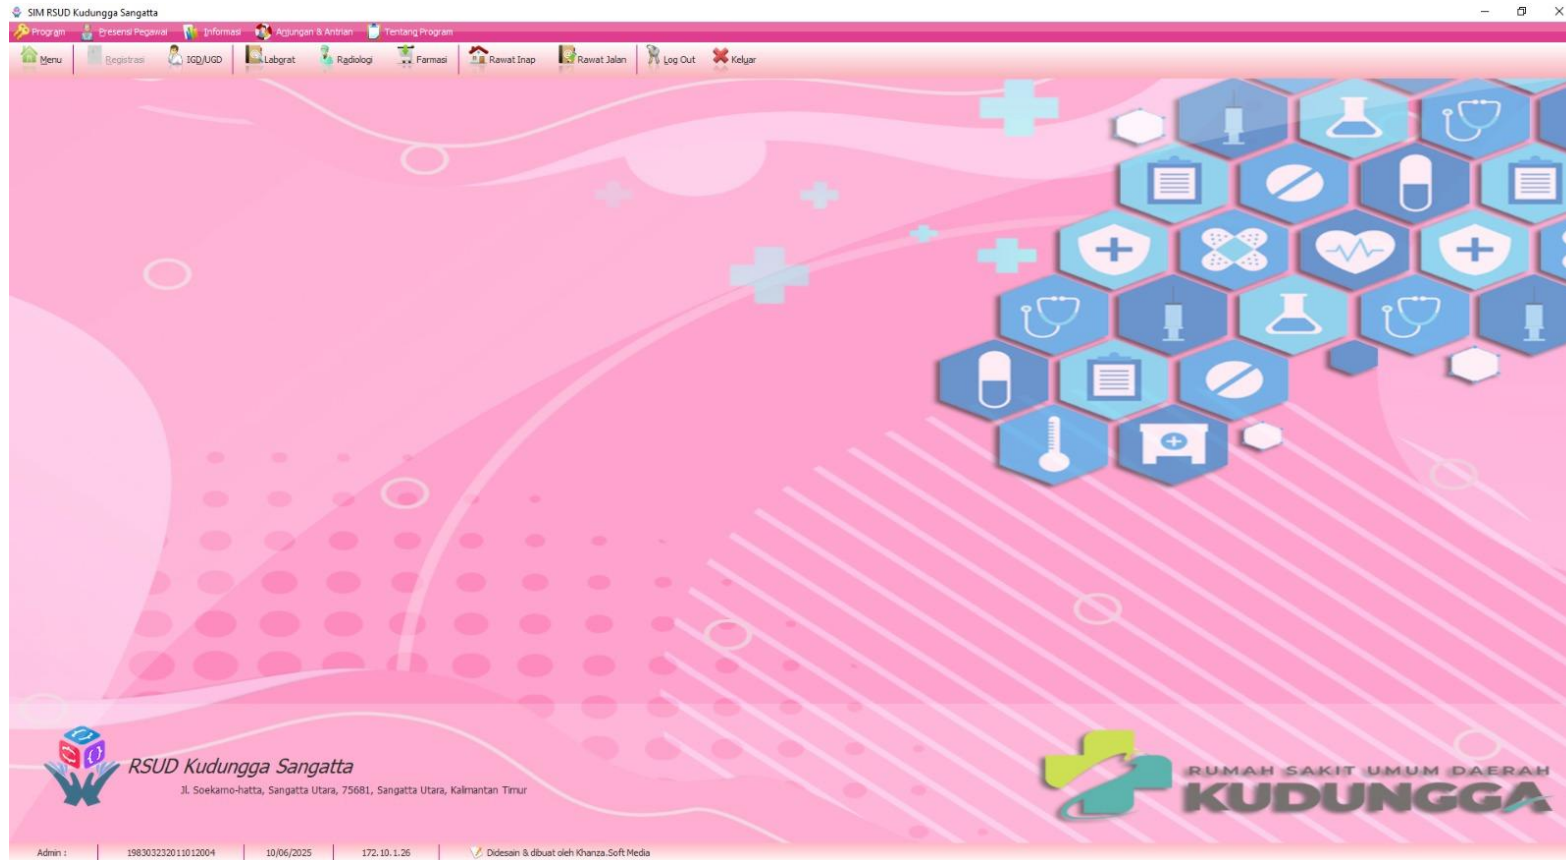 SIM RSUD Kudungga Sangatta
Program Presensi Pegawai Informasi Anjungan & Antrian Tentang Program
Menu Registrasi IGD/UGD Laborat Radiologi Farmasi Rawat Inap Rawat Jalan Log Out Keluar
RSUD Kudungga Sangatta
Jl. Soekarno-hatta, Sangatta Utara, 75681, Sangatta Utara, Kalimantan Timur
RUMAH SAKIT UMUM DAERAH
KUDUNGGA
Admin : 198303232011012004 10/06/2025 172.10.1.26 Didesain & dibuat oleh Khanza.Soft Media